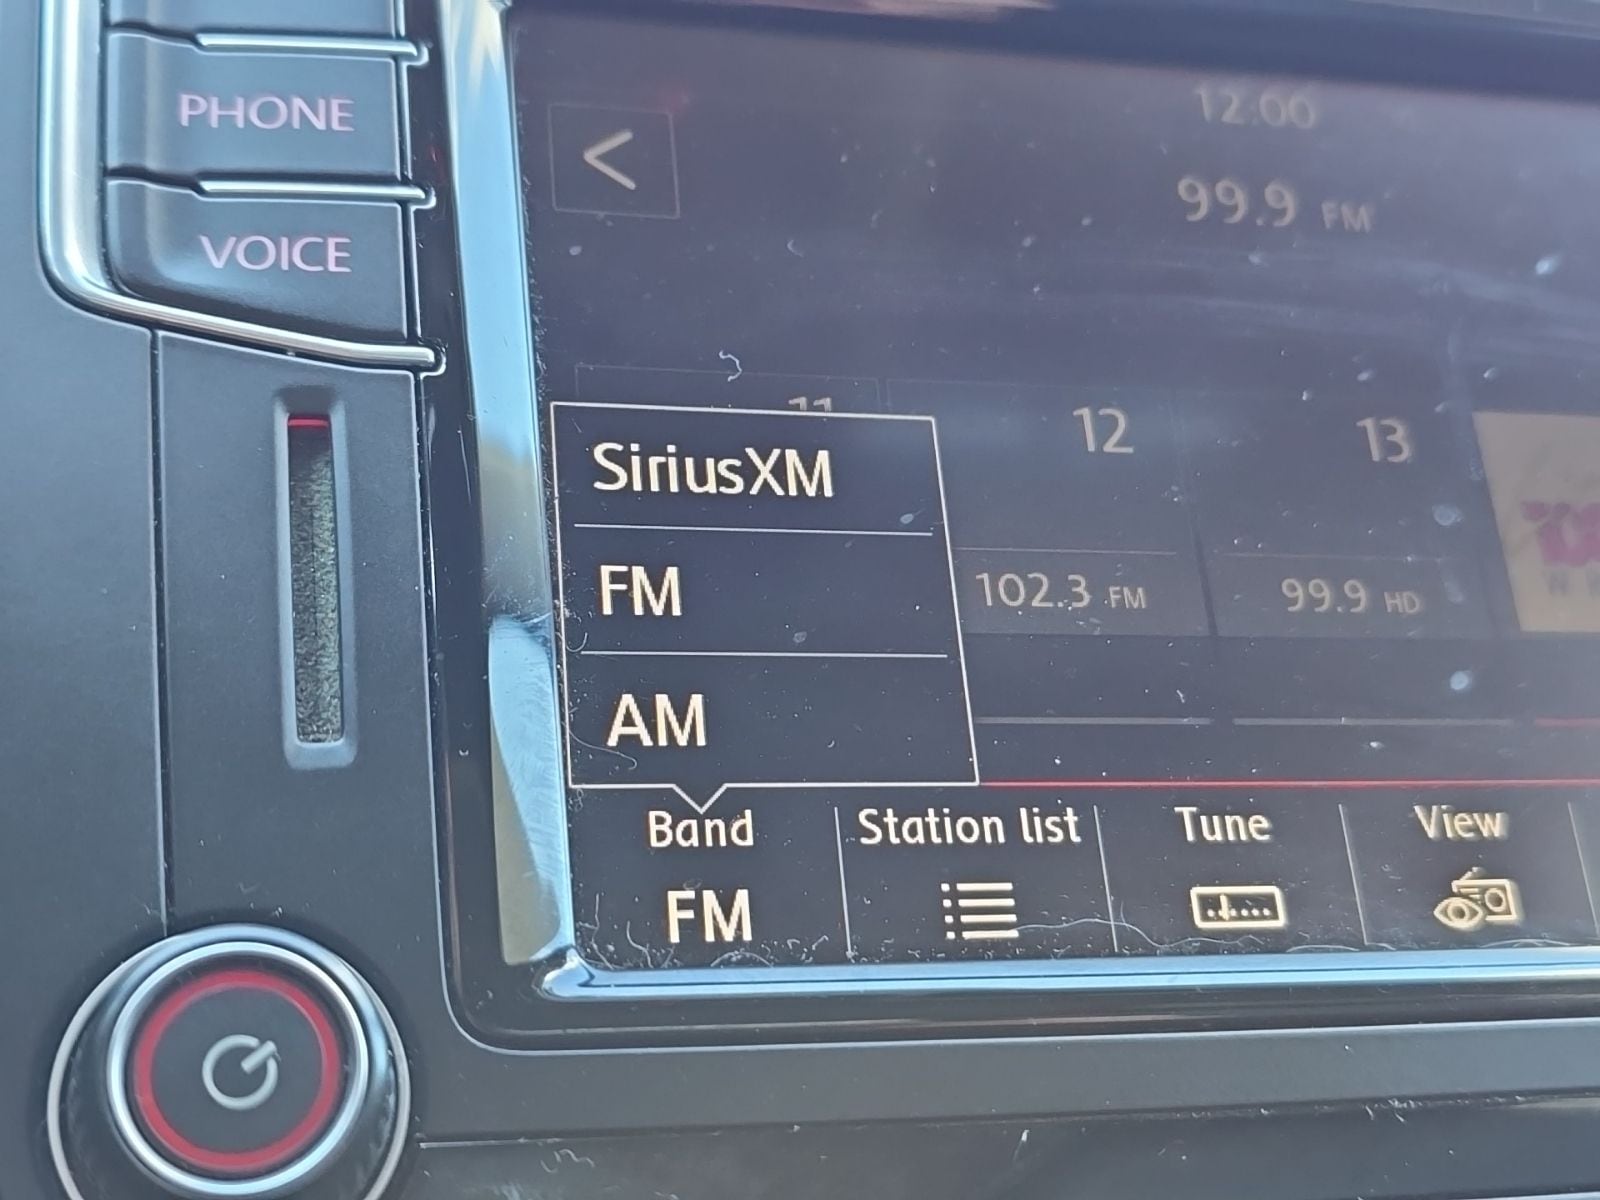 PHONE
VOICE
12:00
99.9 FM
11
12
13
SiriusXM
FM
AM
102.3 FM
99.9 HD
Band
Station list
Tune
View
FM